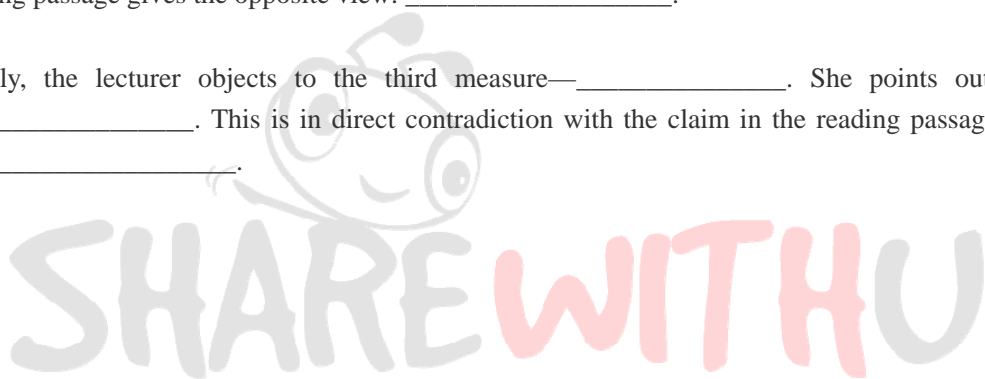 ng passage gives the opposite view: ___________________.
ly, the lecturer objects to the third measure—_______________. She points out
______________. This is in direct contradiction with the claim in the reading passag
_________________.
SHAREWITHU